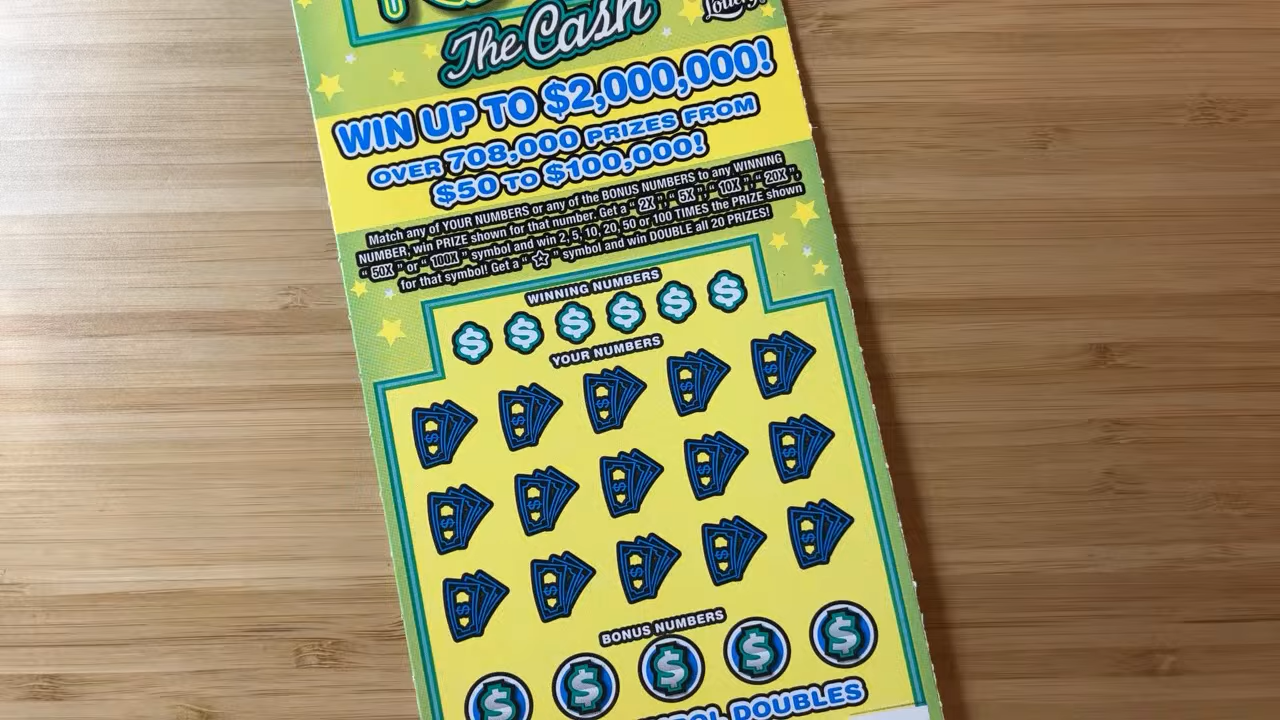 The Cash
Lottery
WIN UP TO $2,000,000!
OVER 708,000 PRIZES FROM
$50 TO $100,000!
Match any of YOUR NUMBERS or any of the BONUS NUMBERS to any WINNING
NUMBER, win PRIZE shown for that number. Get a “ 2X ”, “ 5X ”, “ 10X ”, “ 20X ”,
“ 50X ” or “ 100X ” symbol and win 2, 5, 10, 20, 50 or 100 TIMES the PRIZE shown
for that symbol! Get a “ ☆ ” symbol and win DOUBLE all 20 PRIZES!
WINNING NUMBERS
$ $ $ $ $ $
YOUR NUMBERS
$ $ $ $ $
$ $ $ $ $
$ $ $ $ $
BONUS NUMBERS
$ $ $ $ $
DOUBLES